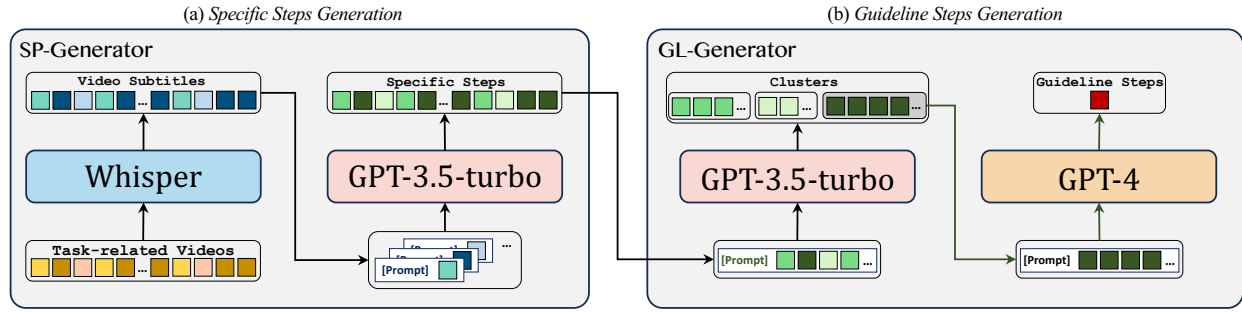 (a) Specific Steps Generation
(b) Guideline Steps Generation
SP-Generator
Video Subtitles
...
Specific Steps
...
Whisper
GPT-3.5-turbo
Task-related Videos
...
[Prompt]
...
[Prompt]
[Prompt]
GL-Generator
Clusters
... ... ...
Guideline Steps
GPT-3.5-turbo
GPT-4
[Prompt] ...
[Prompt] ...